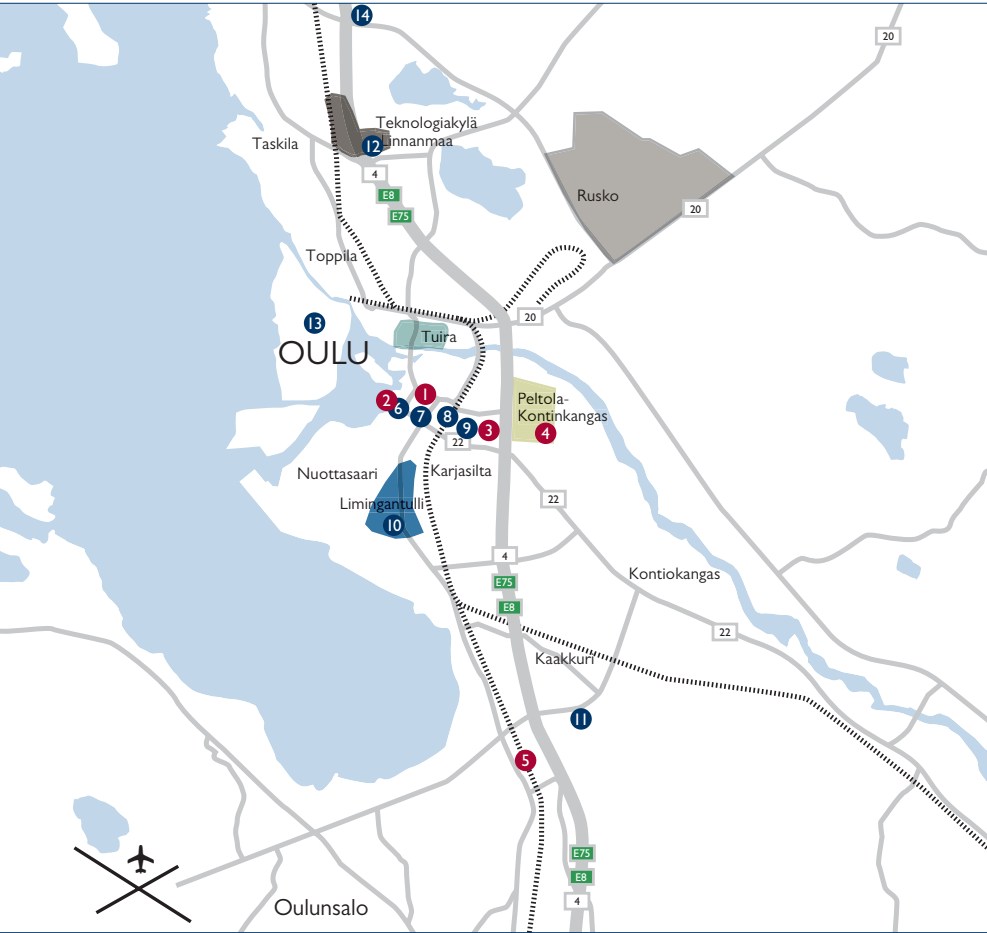 14
20
Teknologiakylä
Linnanmaa
12
Taskila
4
E8
E75
Rusko
20
Toppila
20
13
OULU
Tuira
1
2
6
7
8
9
3
22
Peltola-
Kontinkangas
4
Nuottasaari
Karjasilta
Limingantulli
10
22
4
E75
E8
Kontiokangas
22
Kaakkuri
11
5
E75
E8
4
Oulunsalo